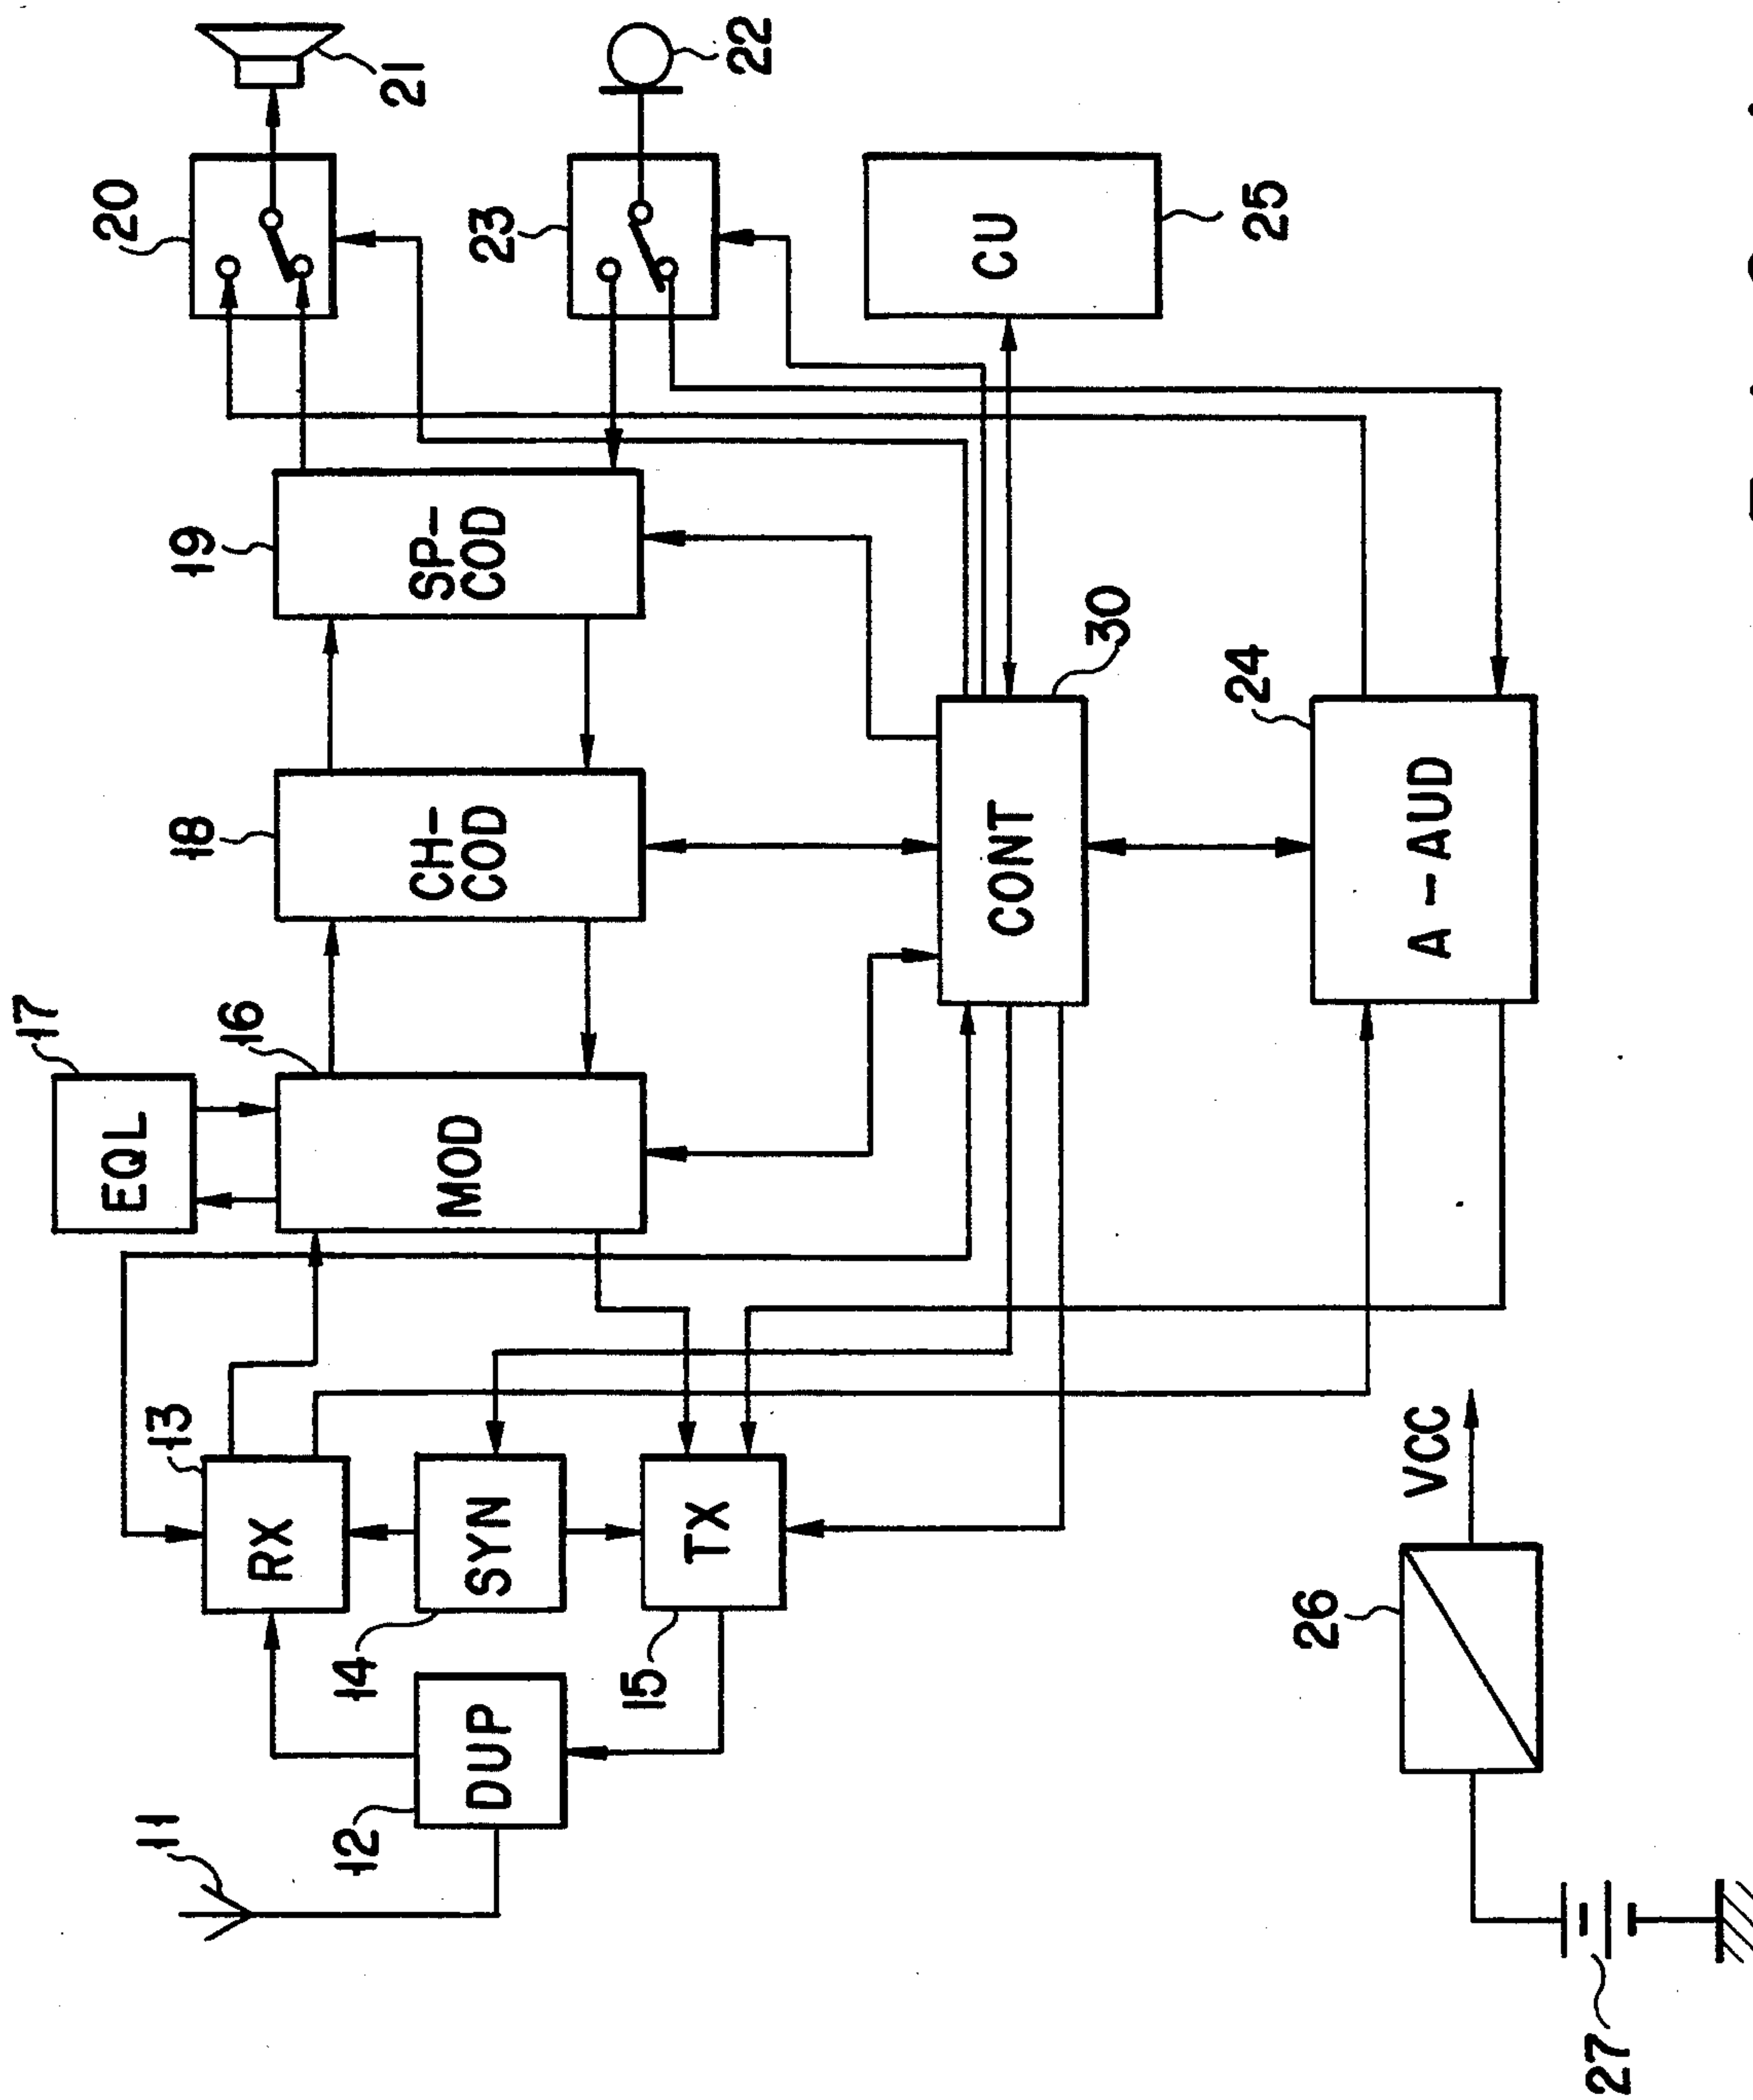 11
12
DUP
13
RX
14
SYN
15
TX
17
EQL
16
MOD
18
CH-
COD
19
SP-
COD
20
21
23
22
CU
25
CONT
30
24
A-AUD
VCC
26
27